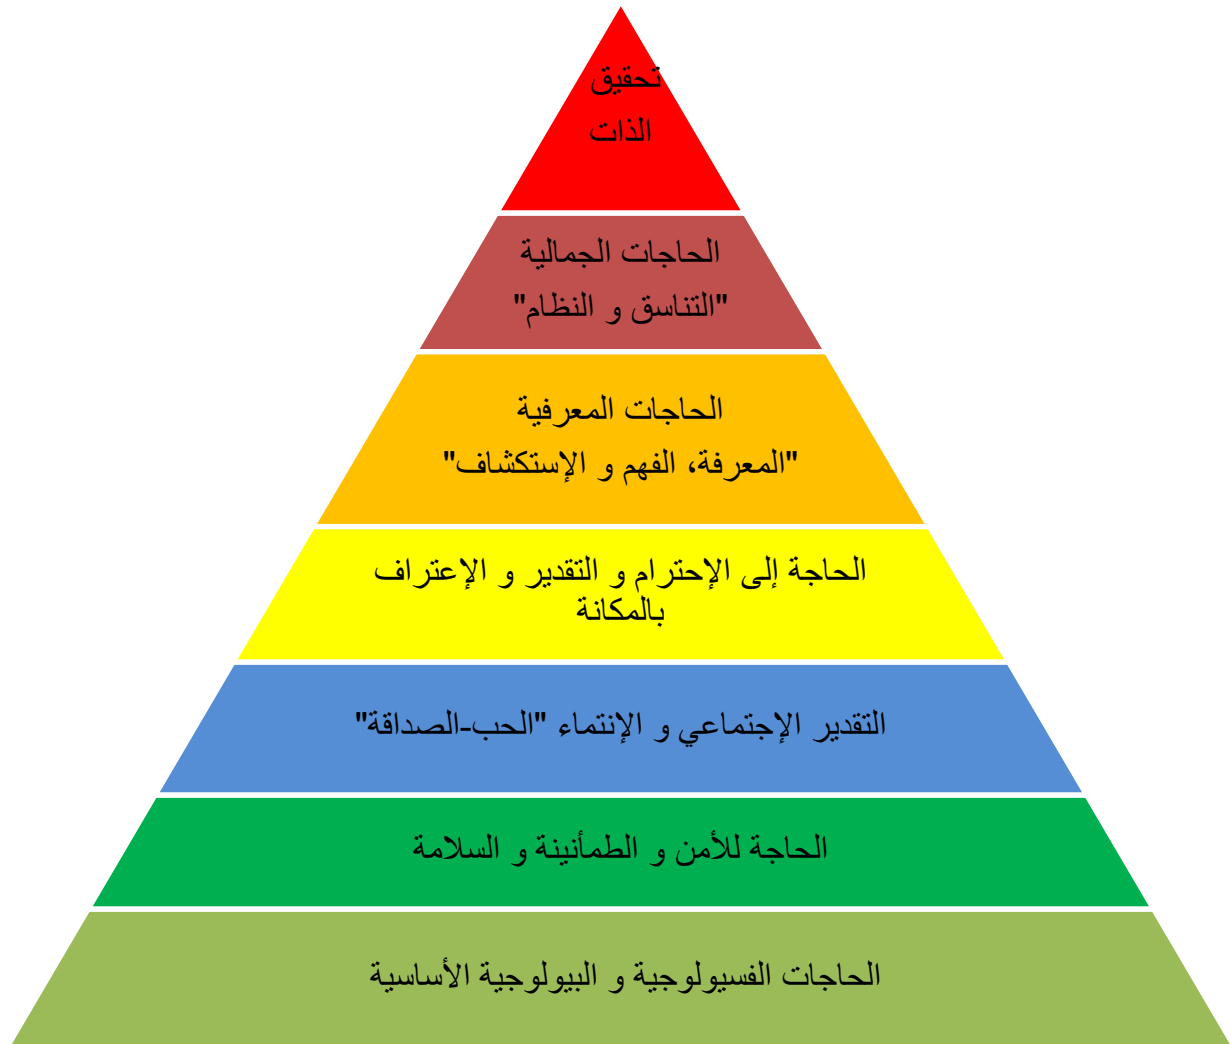 تحقيق
الذات
الحاجات الجمالية
"التناسق و النظام"
الحاجات المعرفية
"المعرفة، الفهم و الإستكشاف"
الحاجة إلى الإحترام و التقدير و الإعتراف
بالمكانة
التقدير الإجتماعي و الإنتماء "الحب-الصداقة"
الحاجة للأمن و الطمأنينة و السلامة
الحاجات الفسيولوجية و البيولوجية الأساسية